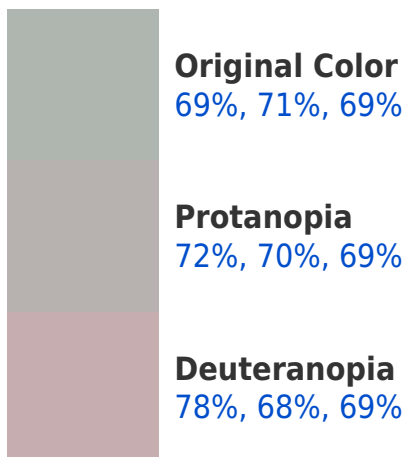 Original Color
69%, 71%, 69%
Protanopia
72%, 70%, 69%
Deuteranopia
78%, 68%, 69%